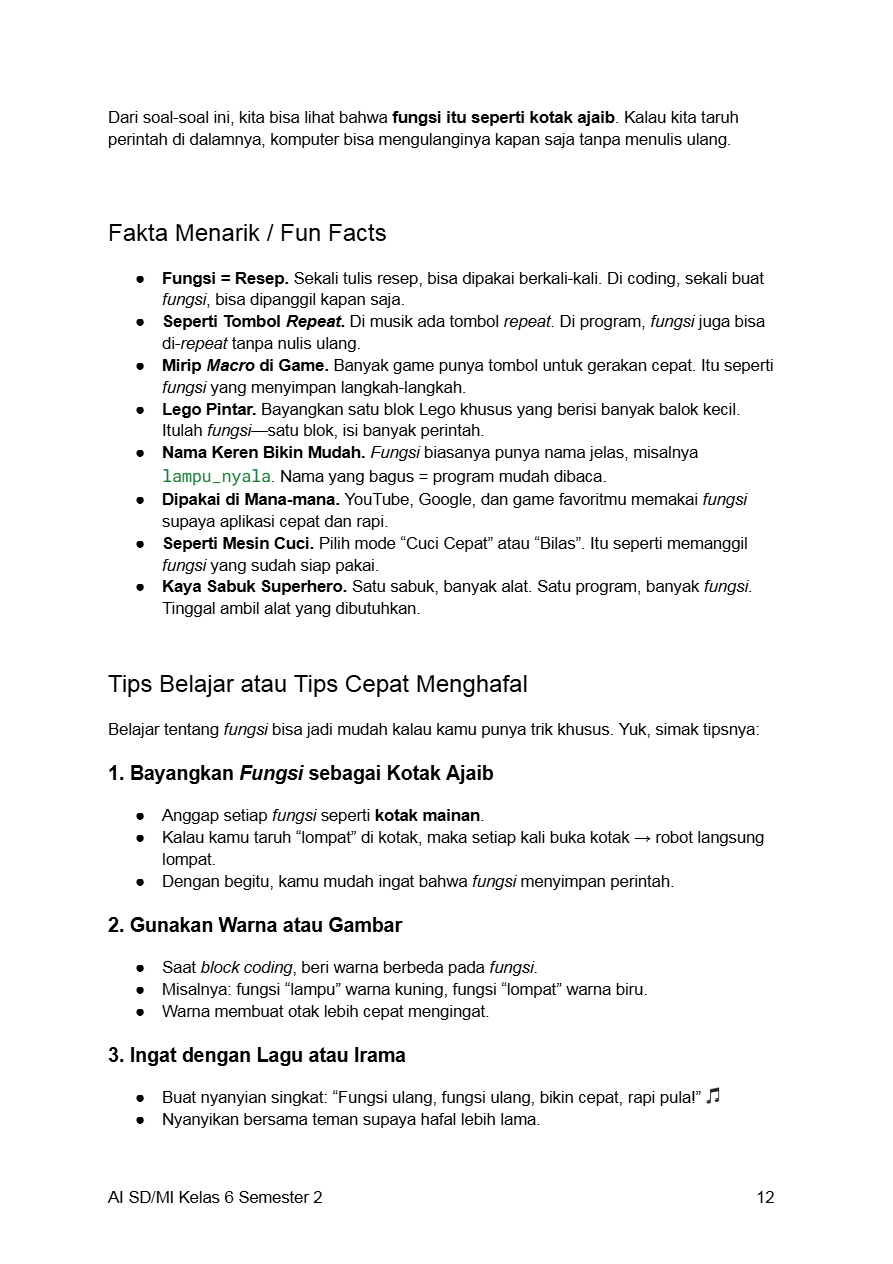 Dari soal-soal ini, kita bisa lihat bahwa fungsi itu seperti kotak ajaib. Kalau kita taruh
perintah di dalamnya, komputer bisa mengulanginya kapan saja tanpa menulis ulang.
Fakta Menarik / Fun Facts
● Fungsi = Resep. Sekali tulis resep, bisa dipakai berkali-kali. Di coding, sekali buat
fungsi, bisa dipanggil kapan saja.
● Seperti Tombol Repeat. Di musik ada tombol repeat. Di program, fungsi juga bisa
di-repeat tanpa nulis ulang.
● Mirip Macro di Game. Banyak game punya tombol untuk gerakan cepat. Itu seperti
fungsi yang menyimpan langkah-langkah.
● Lego Pintar. Bayangkan satu blok Lego khusus yang berisi banyak balok kecil.
Itulah fungsi—satu blok, isi banyak perintah.
● Nama Keren Bikin Mudah. Fungsi biasanya punya nama jelas, misalnya
lampu_nyala. Nama yang bagus = program mudah dibaca.
● Dipakai di Mana-mana. YouTube, Google, dan game favoritmu memakai fungsi
supaya aplikasi cepat dan rapi.
● Seperti Mesin Cuci. Pilih mode “Cuci Cepat” atau “Bilas”. Itu seperti memanggil
fungsi yang sudah siap pakai.
● Kaya Sabuk Superhero. Satu sabuk, banyak alat. Satu program, banyak fungsi.
Tinggal ambil alat yang dibutuhkan.
Tips Belajar atau Tips Cepat Menghafal
Belajar tentang fungsi bisa jadi mudah kalau kamu punya trik khusus. Yuk, simak tipsnya:
1. Bayangkan Fungsi sebagai Kotak Ajaib
● Anggap setiap fungsi seperti kotak mainan.
● Kalau kamu taruh “lompat” di kotak, maka setiap kali buka kotak → robot langsung
lompat.
● Dengan begitu, kamu mudah ingat bahwa fungsi menyimpan perintah.
2. Gunakan Warna atau Gambar
● Saat block coding, beri warna berbeda pada fungsi.
● Misalnya: fungsi “lampu” warna kuning, fungsi “lompat” warna biru.
● Warna membuat otak lebih cepat mengingat.
3. Ingat dengan Lagu atau Irama
● Buat nyanyian singkat: “Fungsi ulang, fungsi ulang, bikin cepat, rapi pula!” 🎵
● Nyanyikan bersama teman supaya hafal lebih lama.
AI SD/MI Kelas 6 Semester 2 12